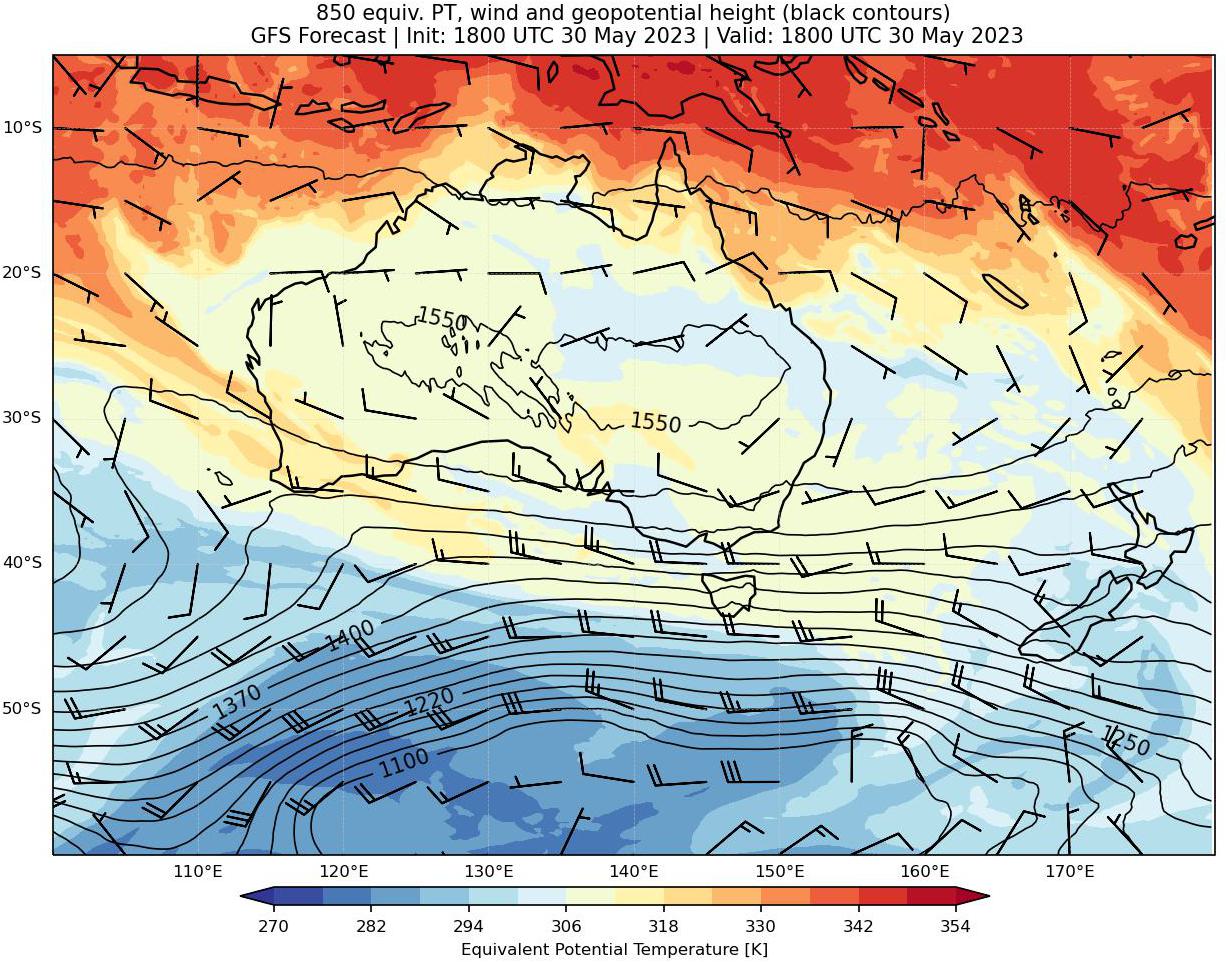 850 equiv. PT, wind and geopotential height (black contours)
GFS Forecast | Init: 1800 UTC 30 May 2023 | Valid: 1800 UTC 30 May 2023
10°S
20°S
1550
30°S
1550
40°S
1400
1370
1220
50°S
1250
1100
110°E 120°E 130°E 140°E 150°E 160°E 170°E
270 282 294 306 318 330 342 354
Equivalent Potential Temperature [K]